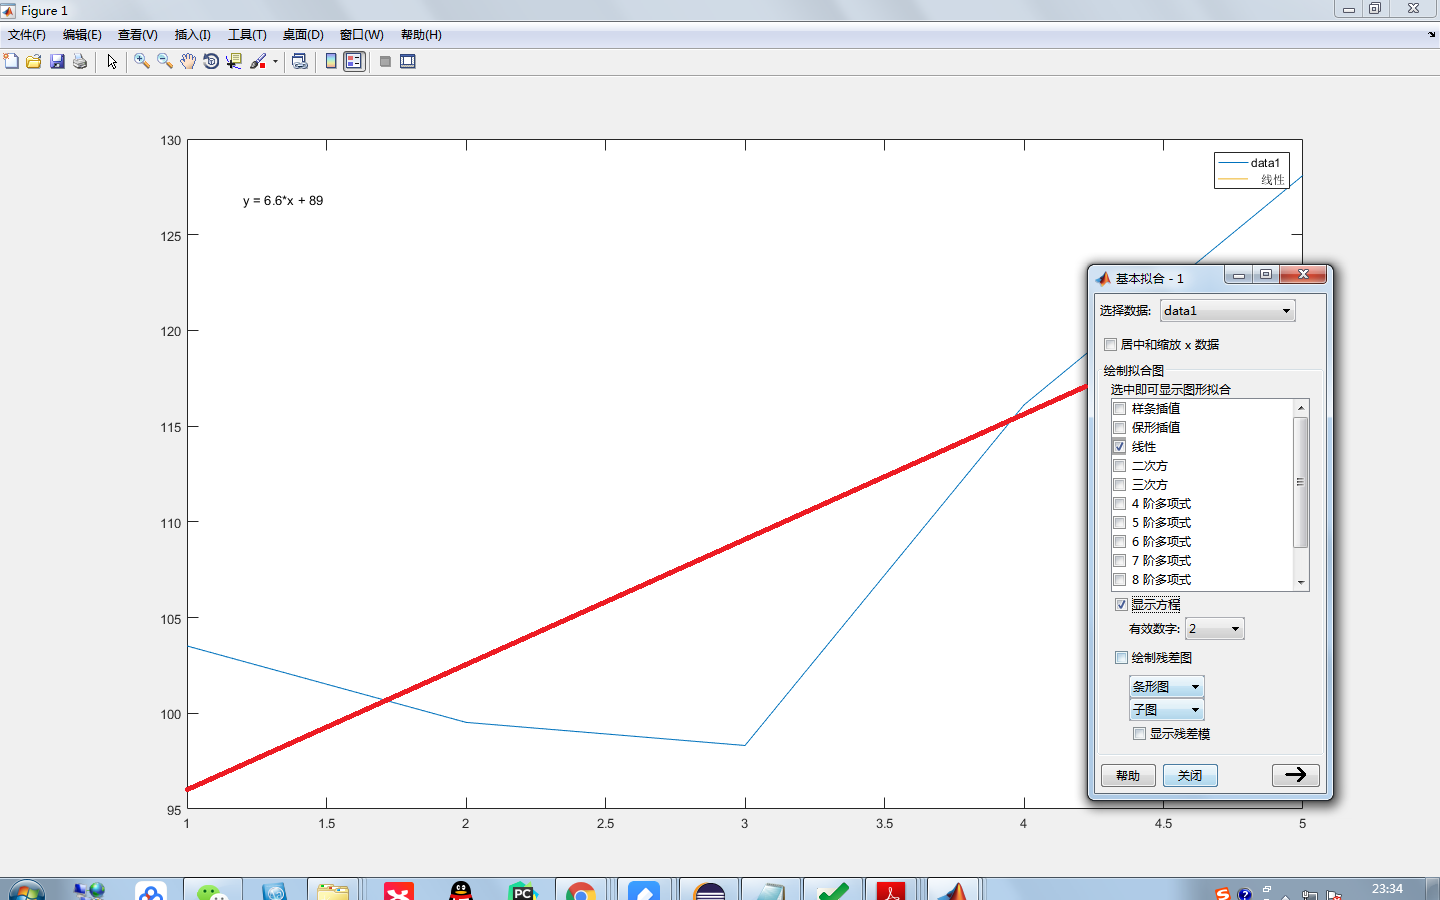 Figure 1
文件(F) 编辑(E) 查看(V) 插入(I) 工具(T) 桌面(D) 窗口(W) 帮助(H)
130
125
120
115
110
105
100
95
1 1.5 2 2.5 3 3.5 4 4.5 5
y = 6.6*x + 89
data1
线性
基本拟合 - 1
选择数据: data1
居中和缩放 x 数据
绘制拟合图
选中即可显示图形拟合
样条插值
保形插值
线性
二次方
三次方
4 阶多项式
5 阶多项式
6 阶多项式
7 阶多项式
8 阶多项式
显示方程
有效数字: 2
绘制残差图
条形图
子图
显示残差模
帮助 关闭
PC
23:34